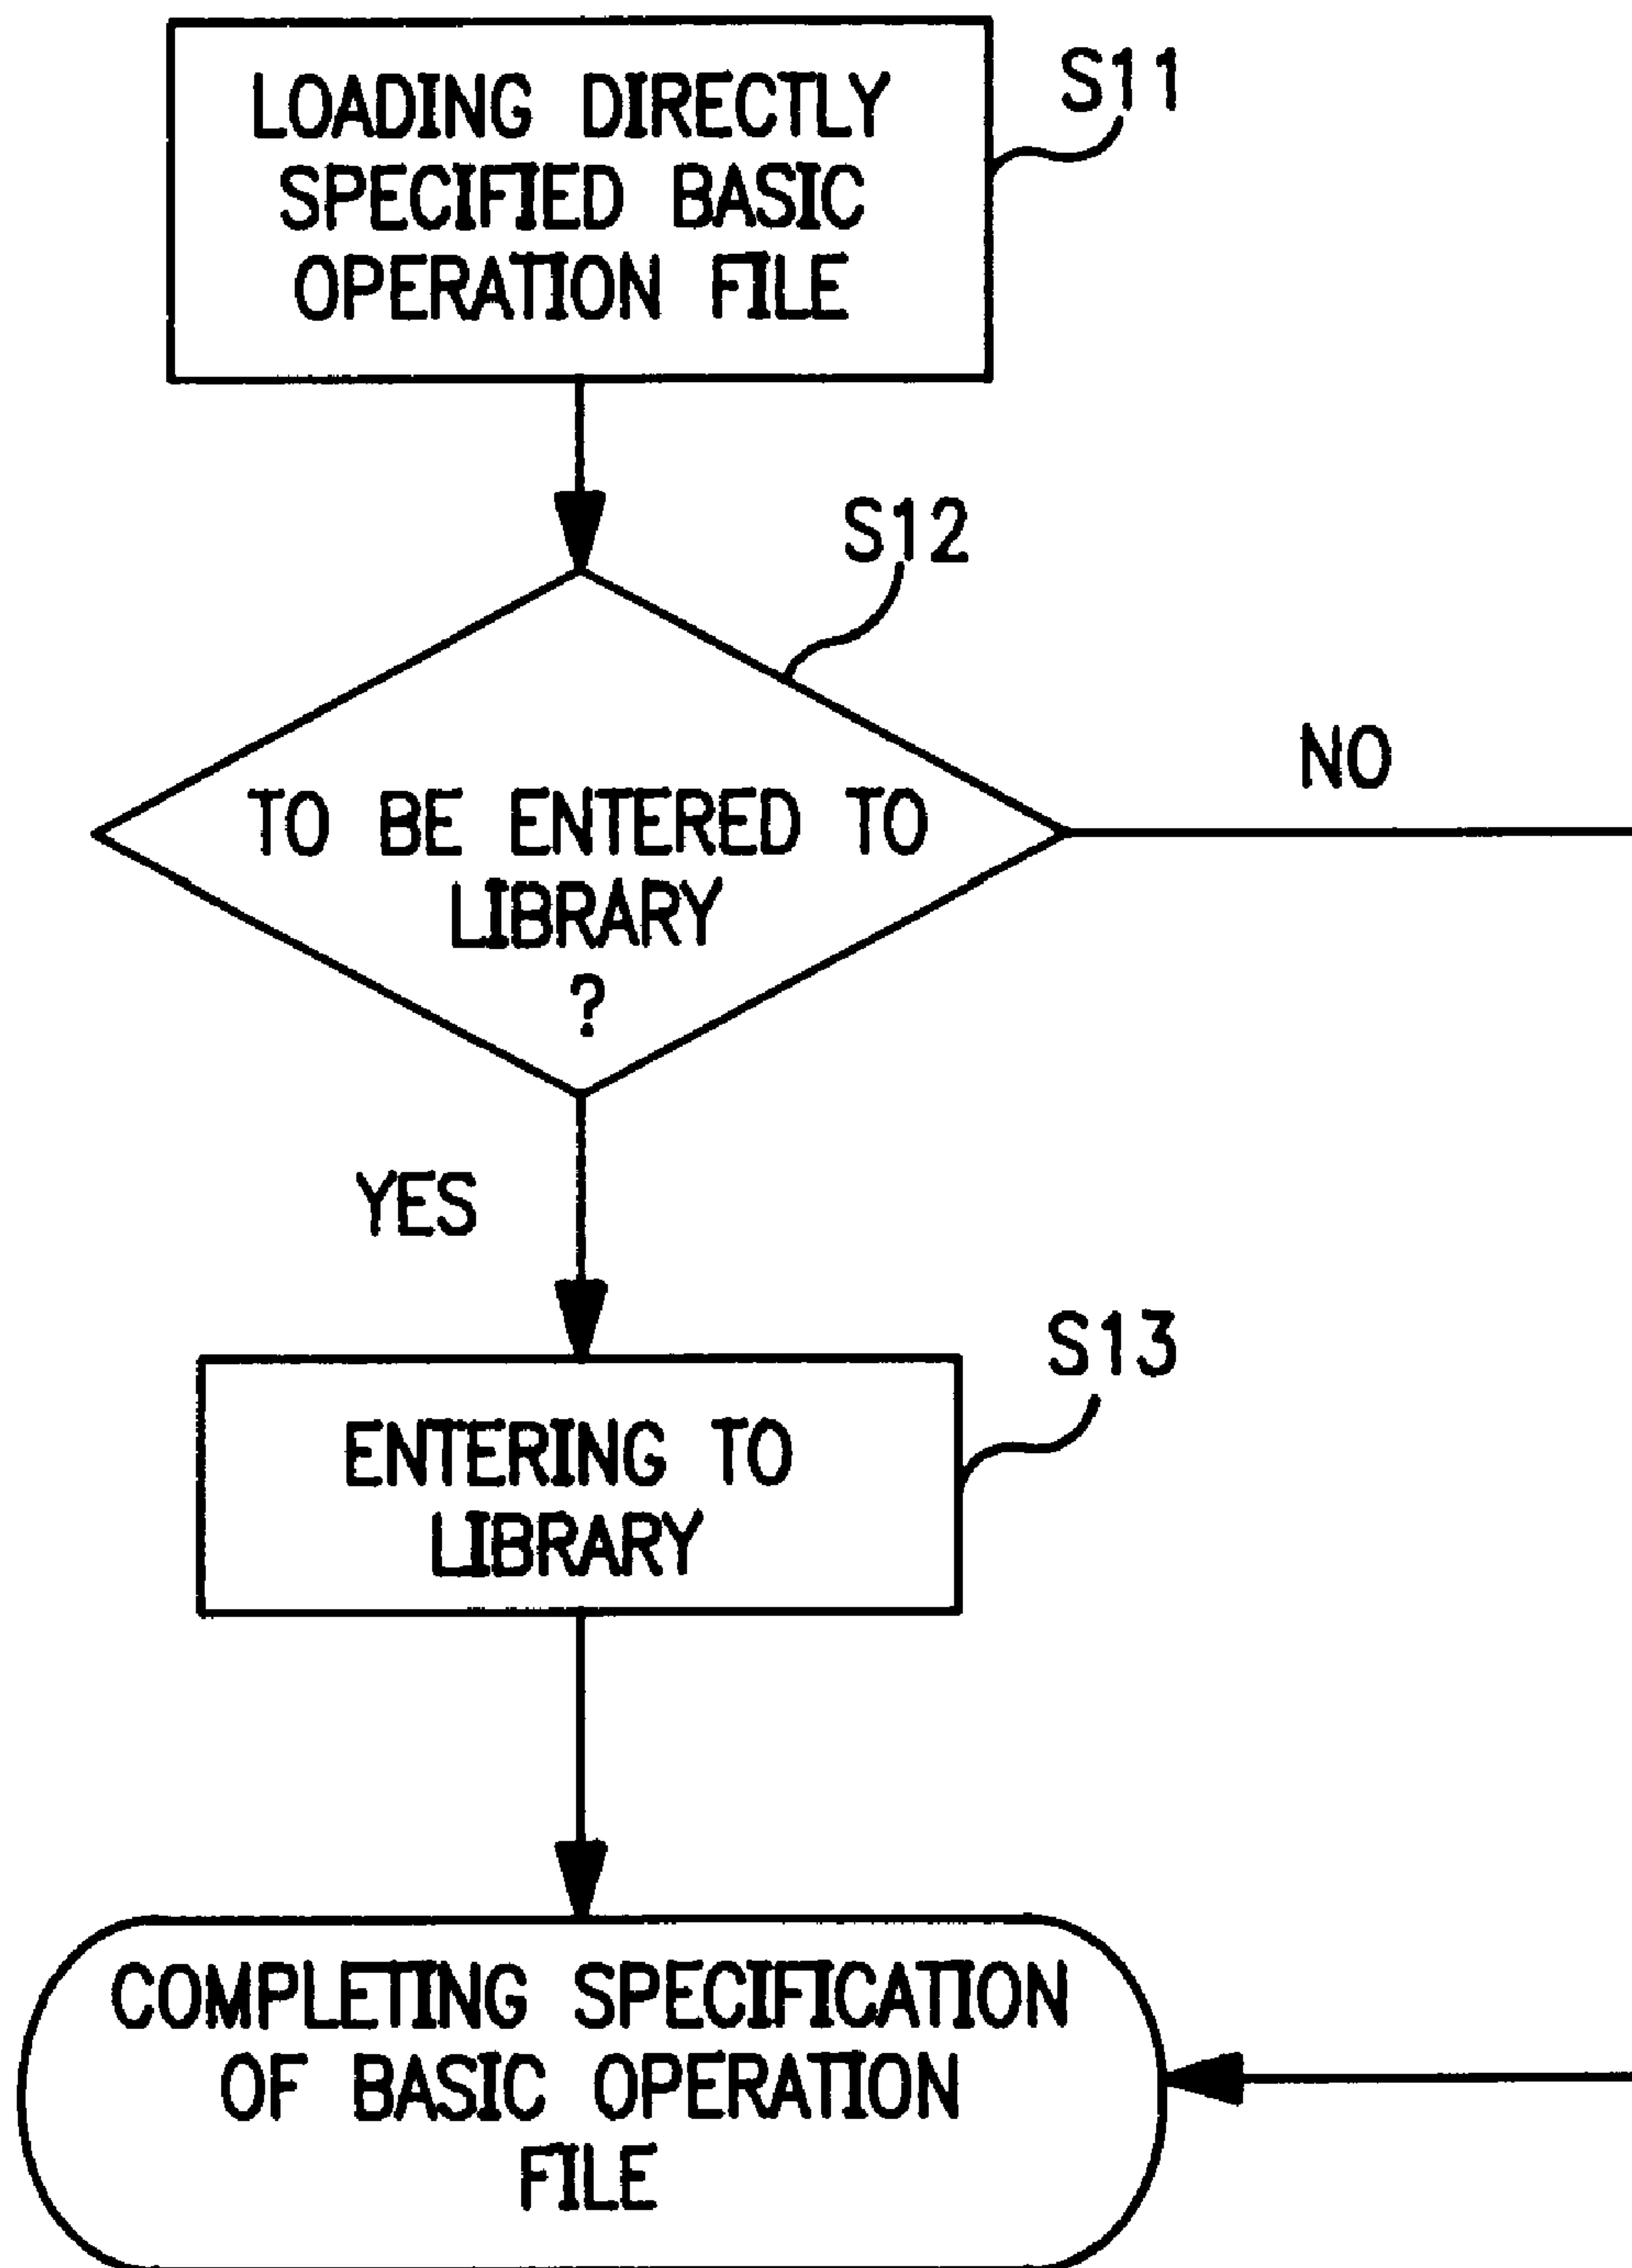 LOADING DIRECTLY
SPECIFIED BASIC
OPERATION FILE
S11
S12
TO BE ENTERED TO
LIBRARY
?
NO
YES
S13
ENTERING TO
LIBRARY
COMPLETING SPECIFICATION
OF BASIC OPERATION
FILE